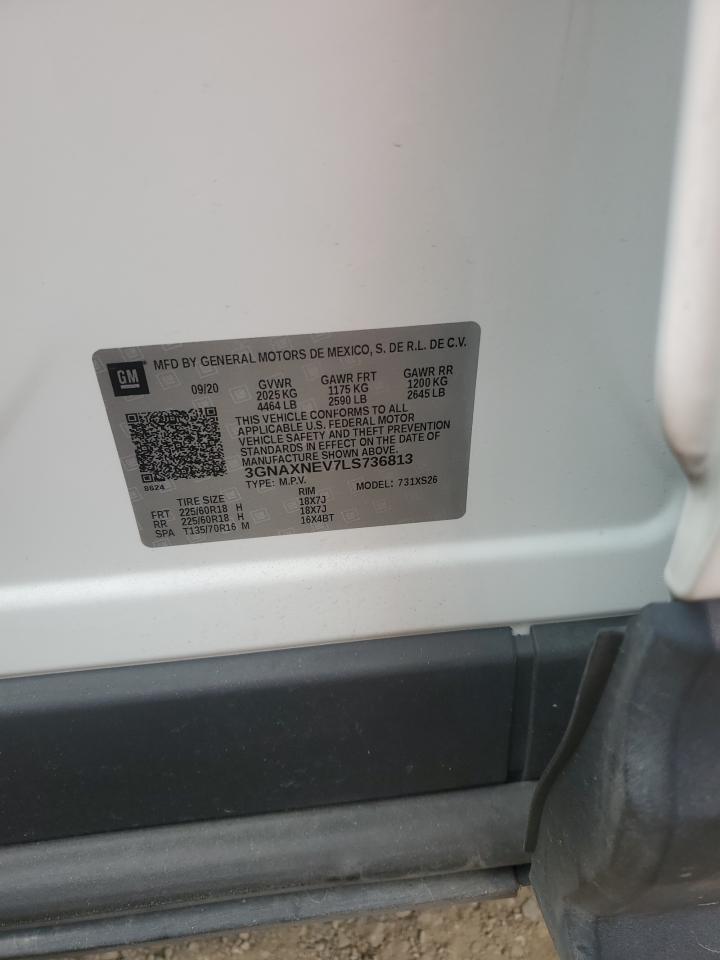 MFD BY GENERAL MOTORS DE MEXICO, S. DE R.L. DE C.V.
GM
09/20 GVWR GAWR FRT GAWR RR
2025 KG 1175 KG 1200 KG
4464 LB 2590 LB 2645 LB
THIS VEHICLE CONFORMS TO ALL
APPLICABLE U.S. FEDERAL MOTOR
VEHICLE SAFETY AND THEFT PREVENTION
STANDARDS IN EFFECT ON THE DATE OF
MANUFACTURE SHOWN ABOVE.
3GNAXNEV7LS736813
8624 TYPE: M.P.V. MODEL: 731XS26
TIRE SIZE RIM
FRT 225/60R18 H 18X7J
RR 225/60R18 H 18X7J
SPA T135/70R16 M 16X4BT